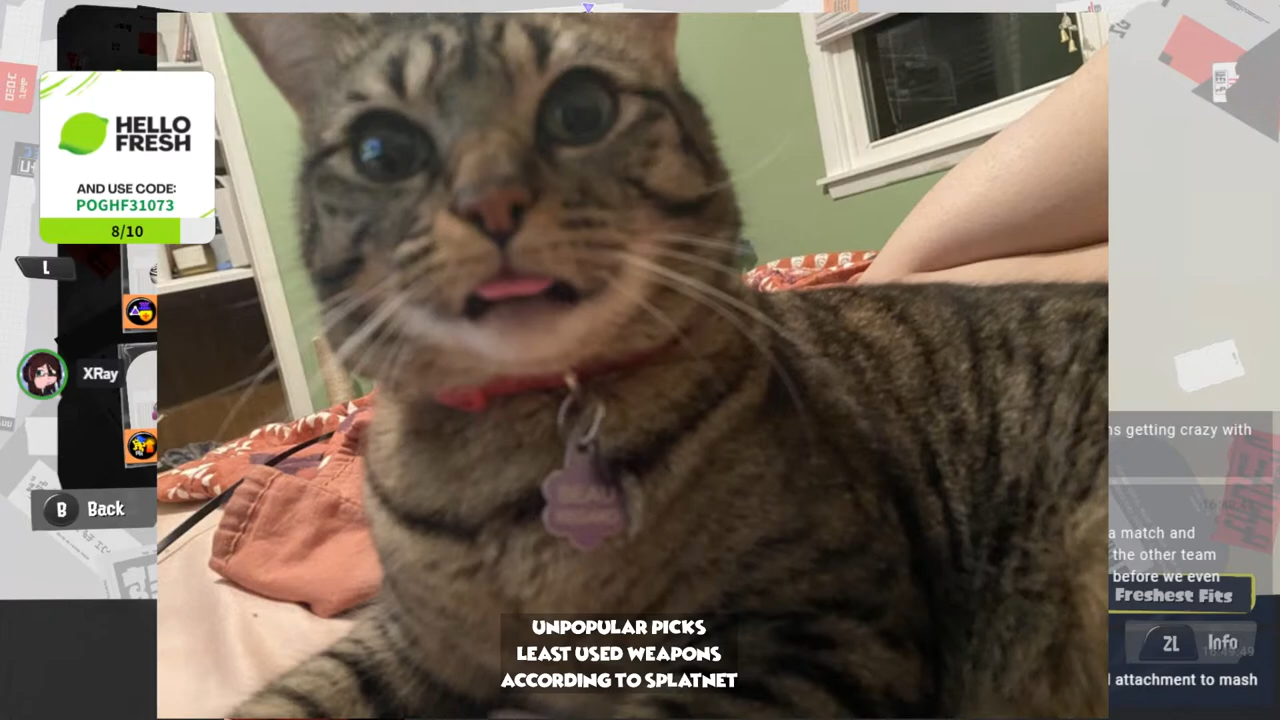 HELLO
FRESH
AND USE CODE:
POGHF31073
8/10
L
XRay
B Back
ns getting crazy with
a match and
the other team
before we even
Freshest Fits
ZL Info
attachment to mash
UNPOPULAR PICKS
LEAST USED WEAPONS
ACCORDING TO SPLATNET